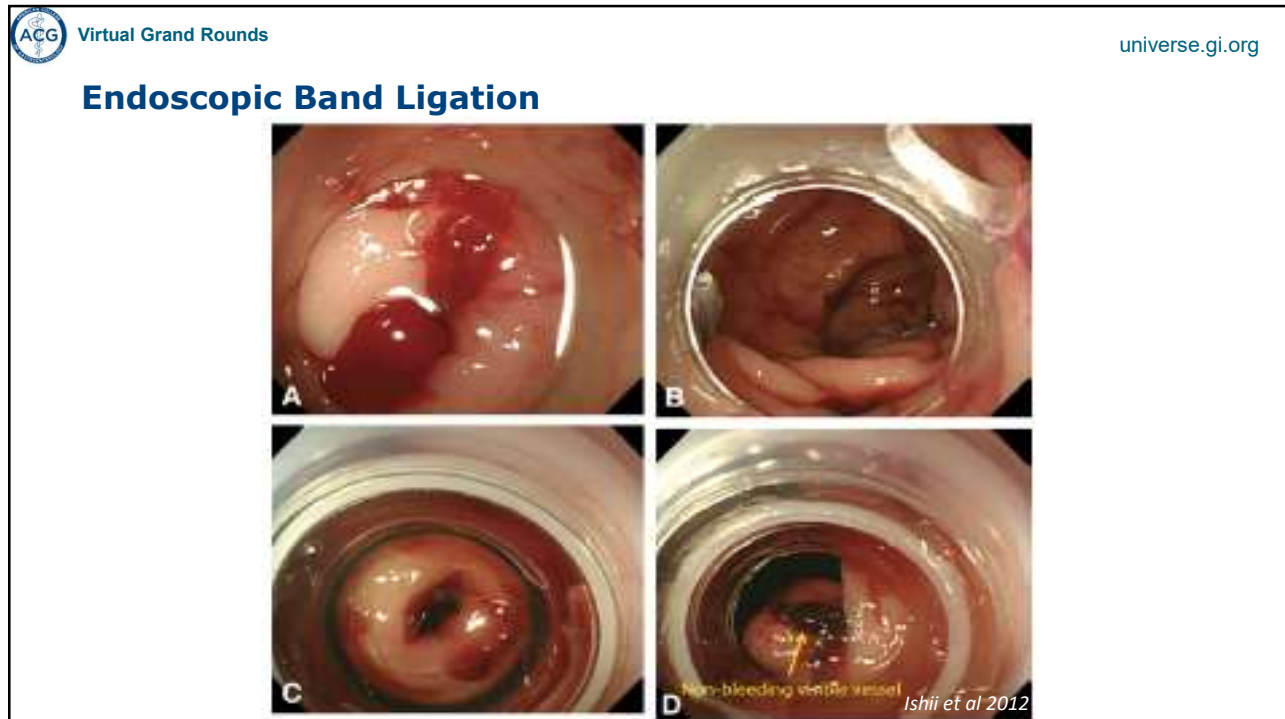 ACG
Virtual Grand Rounds
universe.gi.org
Endoscopic Band Ligation
A
B
C
D
Non-bleeding visible vessel
Ishii et al 2012